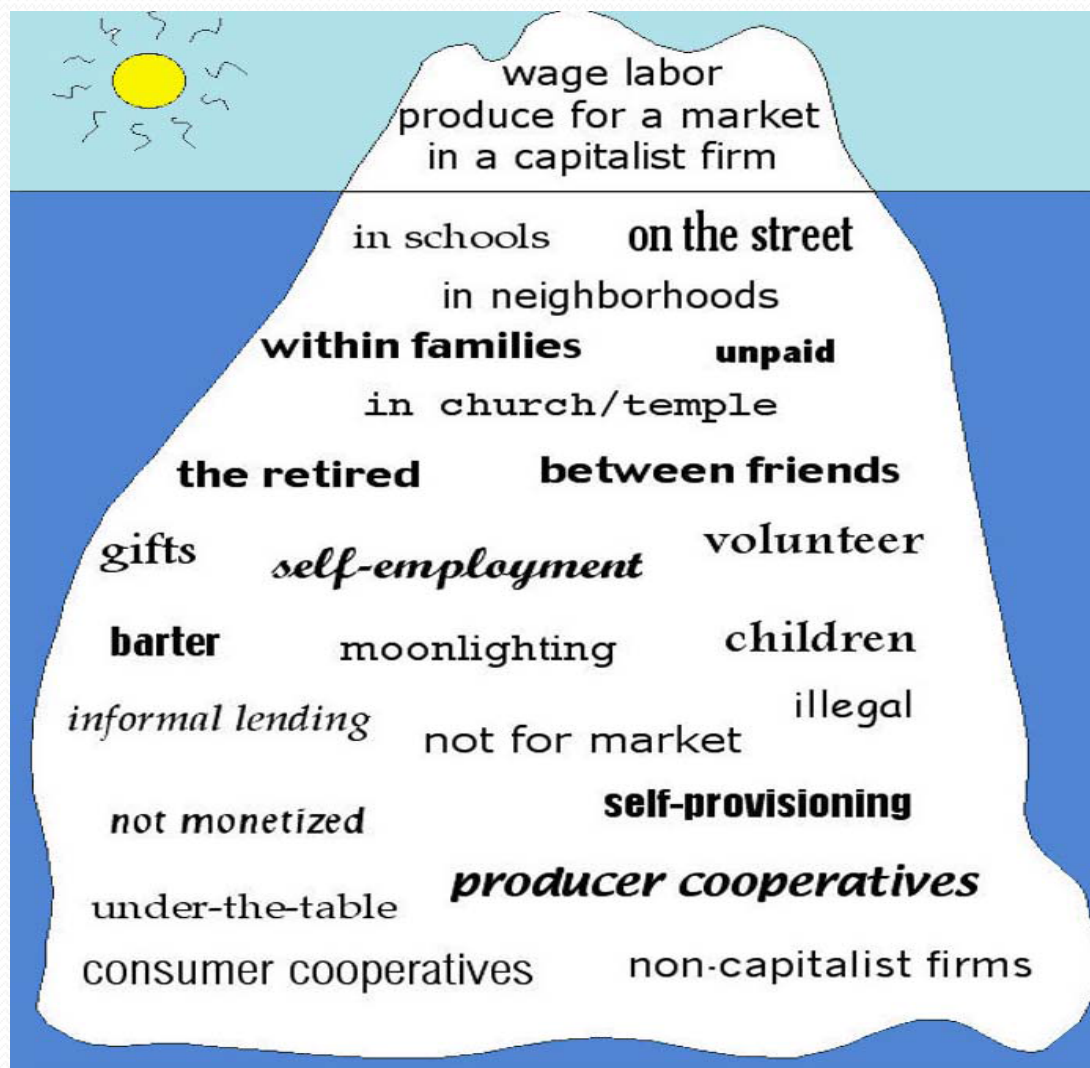 wage labor
produce for a market
in a capitalist firm
in schools on the street
in neighborhoods
within families unpaid
in church/temple
the retired between friends
gifts self-employment volunteer
barter moonlighting children
informal lending not for market illegal
not monetized self-provisioning
under-the-table producer cooperatives
consumer cooperatives non-capitalist firms